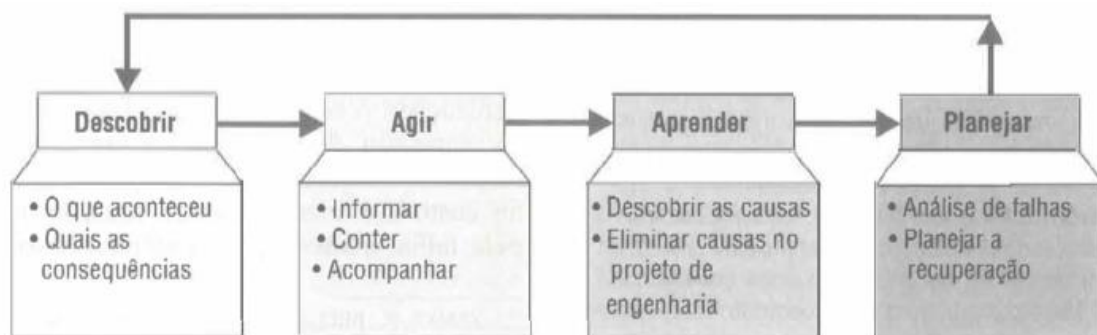 Descobrir
• O que aconteceu
• Quais as
consequências
Agir
• Informar
• Conter
• Acompanhar
Aprender
• Descobrir as causas
• Eliminar causas no
projeto de
engenharia
Planejar
• Análise de falhas
• Planejar a
recuperação